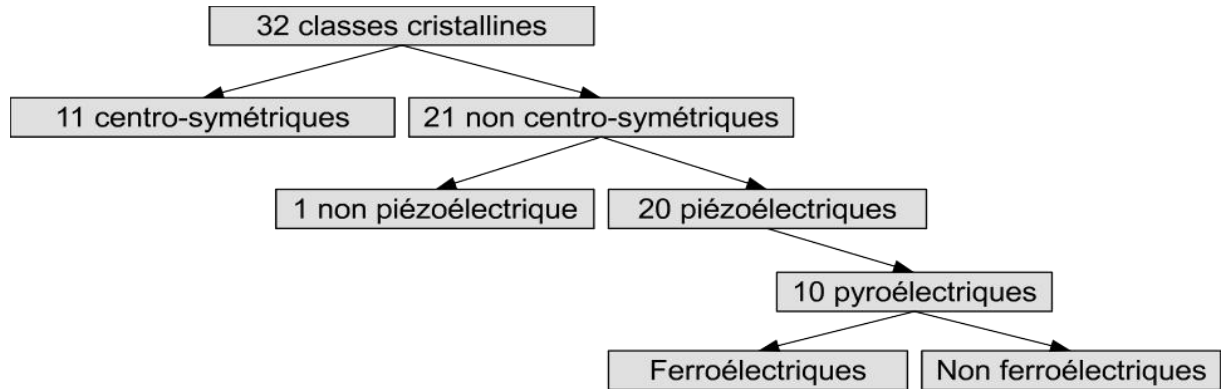 32 classes cristallines
11 centro-symétriques
21 non centro-symétriques
1 non piézoélectrique
20 piézoélectriques
10 pyroélectriques
Ferroélectriques
Non ferroélectriques